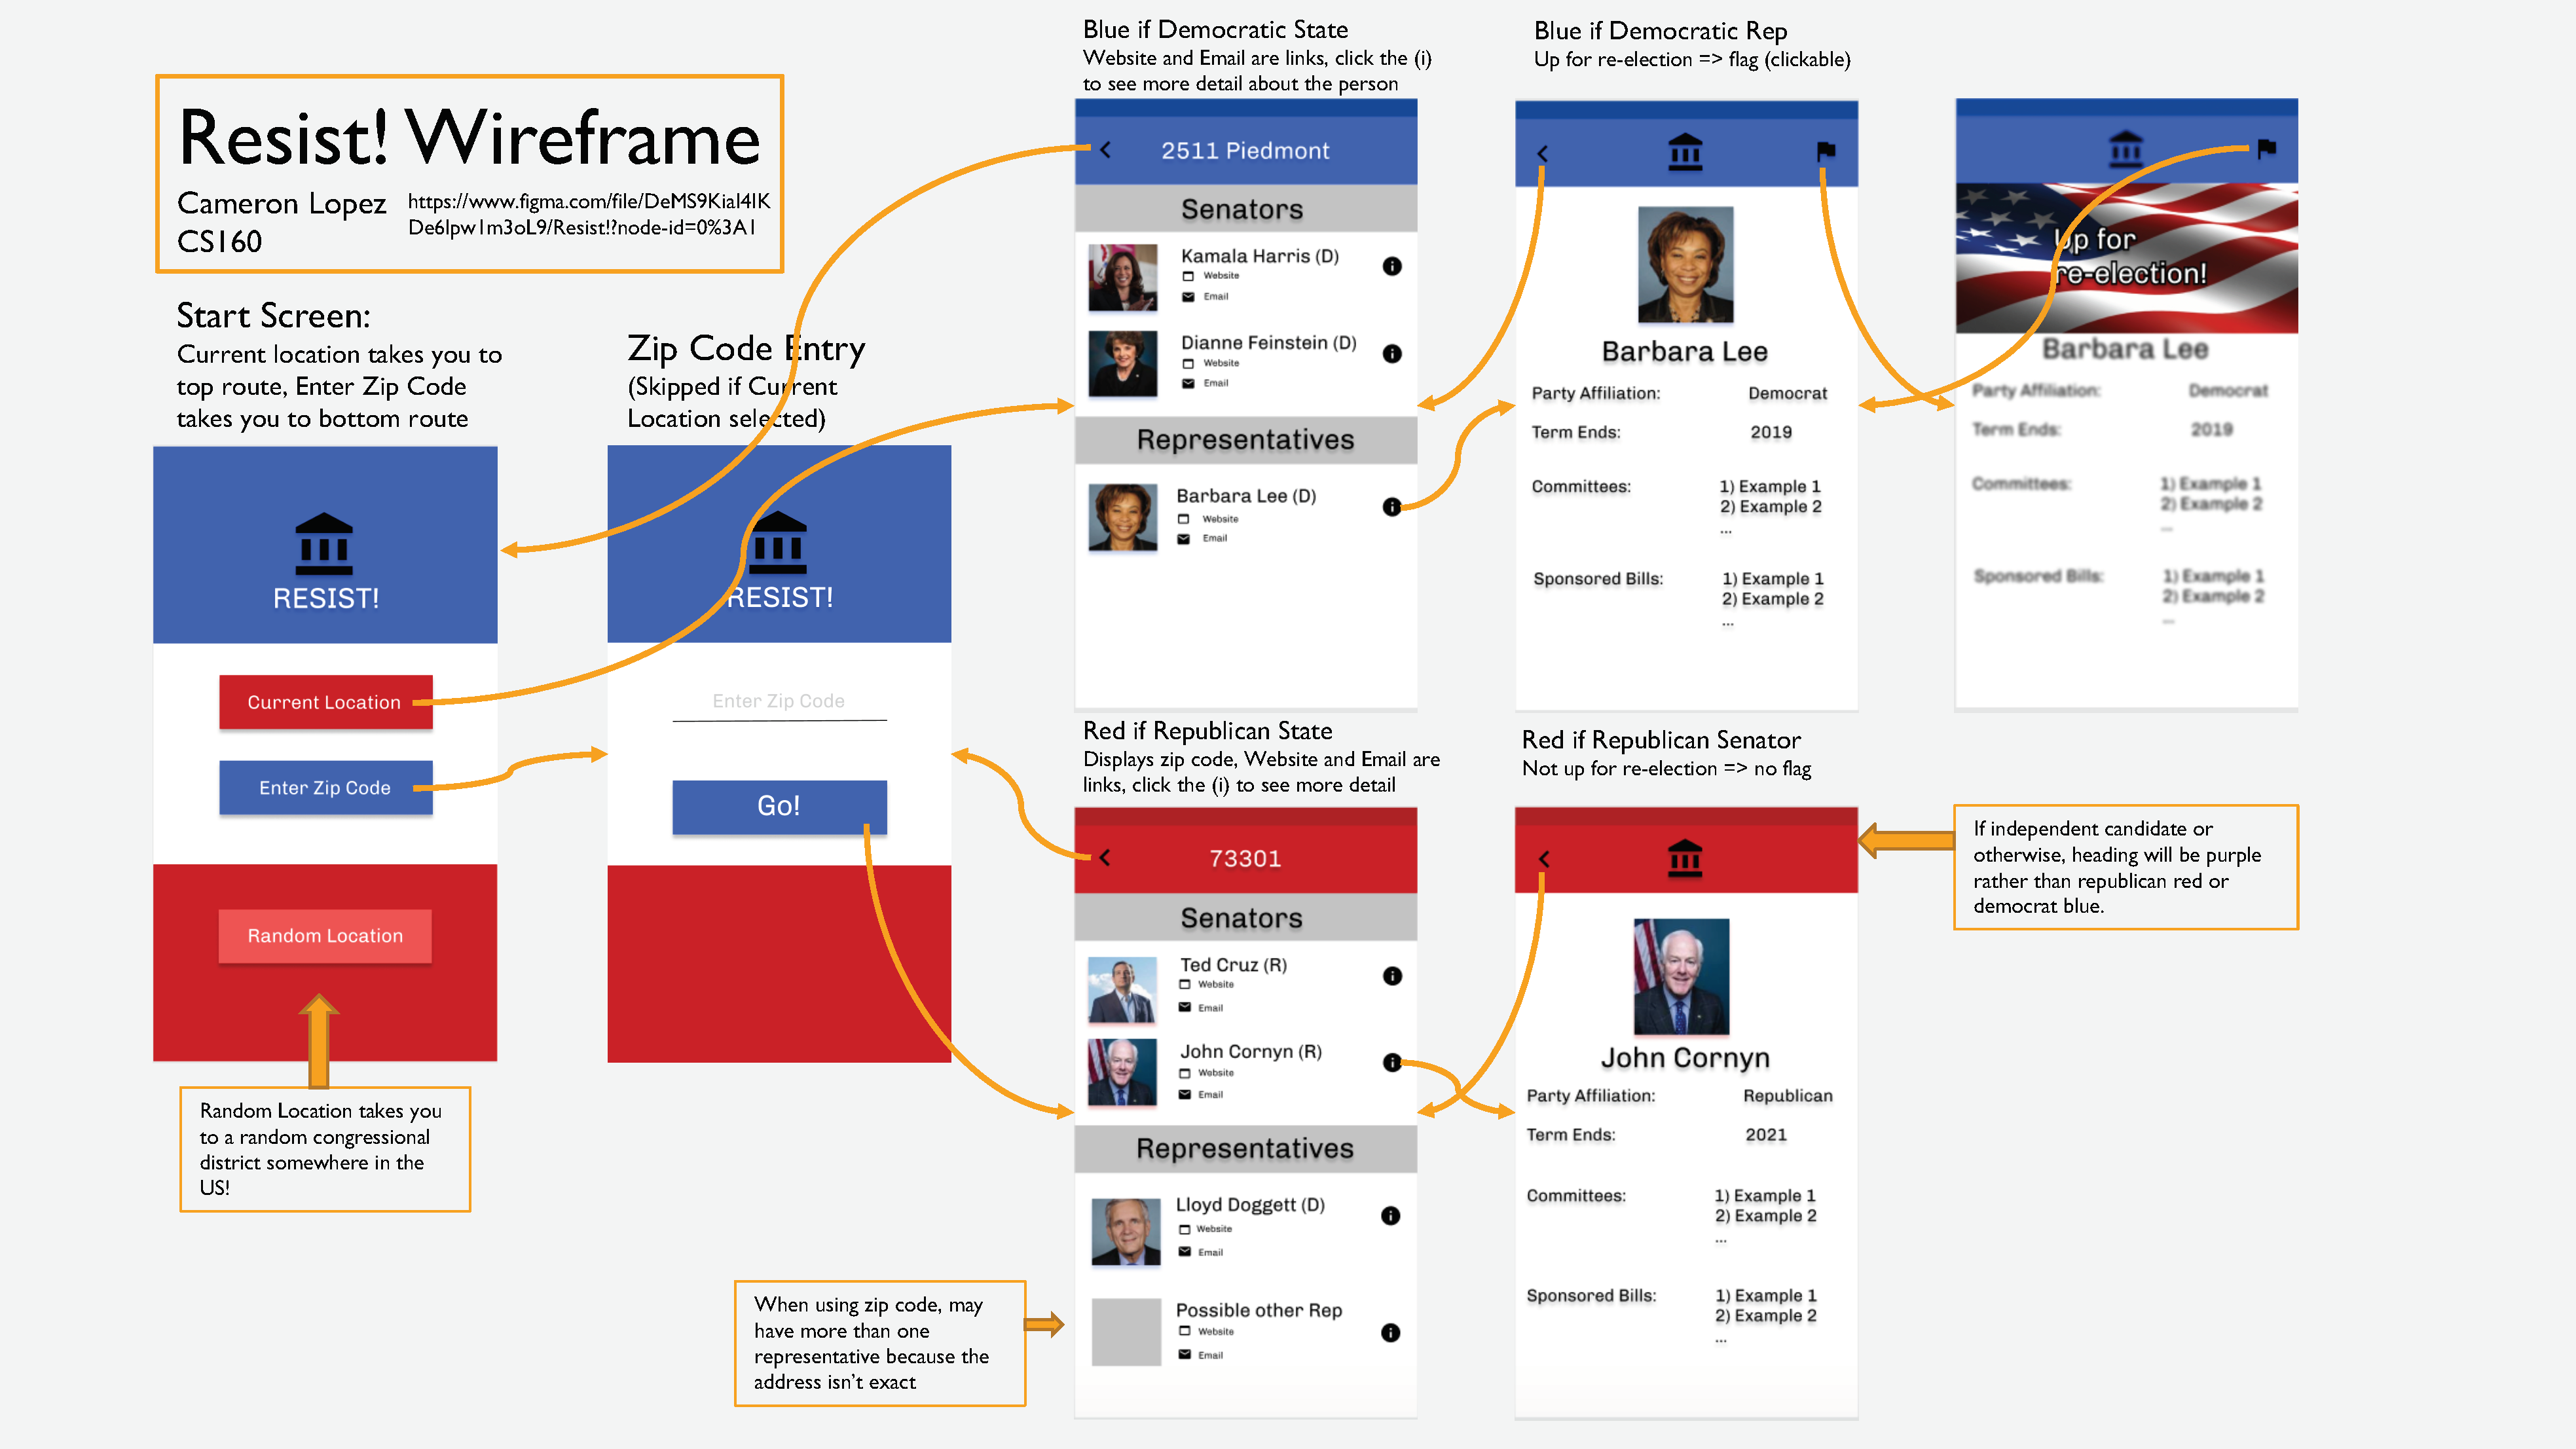 Resist! Wireframe
Cameron Lopez
CS160
https://www.figma.com/file/DeMS9Kial4IK
De6lpw1m3oL9/Resist!?node-id=0%3A1
Start Screen:
Current location takes you to
top route, Enter Zip Code
takes you to bottom route
RESIST!
Current Location
Enter Zip Code
Random Location
Random Location takes you
to a random congressional
district somewhere in the
US!
Zip Code Entry
(Skipped if Current
Location selected)
RESIST!
Enter Zip Code
Go!
Blue if Democratic State
Website and Email are links, click the (i)
to see more detail about the person
2511 Piedmont
Senators
Kamala Harris (D)
Website
Email
Dianne Feinstein (D)
Website
Email
Representatives
Barbara Lee (D)
Website
Email
Blue if Democratic Rep
Up for re-election => flag (clickable)
Barbara Lee
Party Affiliation: Democrat
Term Ends: 2019
Committees: 1) Example 1
2) Example 2
...
Sponsored Bills: 1) Example 1
2) Example 2
...
Up for
re-election!
Barbara Lee
Party Affiliation: Democrat
Term Ends: 2019
Committees: 1) Example 1
2) Example 2
...
Sponsored Bills: 1) Example 1
2) Example 2
...
Red if Republican State
Displays zip code, Website and Email are
links, click the (i) to see more detail
73301
Senators
Ted Cruz (R)
Website
Email
John Cornyn (R)
Website
Email
Representatives
Lloyd Doggett (D)
Website
Email
Possible other Rep
Website
Email
When using zip code, may
have more than one
representative because the
address isn't exact
Red if Republican Senator
Not up for re-election => no flag
John Cornyn
Party Affiliation: Republican
Term Ends: 2021
Committees: 1) Example 1
2) Example 2
...
Sponsored Bills: 1) Example 1
2) Example 2
...
If independent candidate or
otherwise, heading will be purple
rather than republican red or
democrat blue.